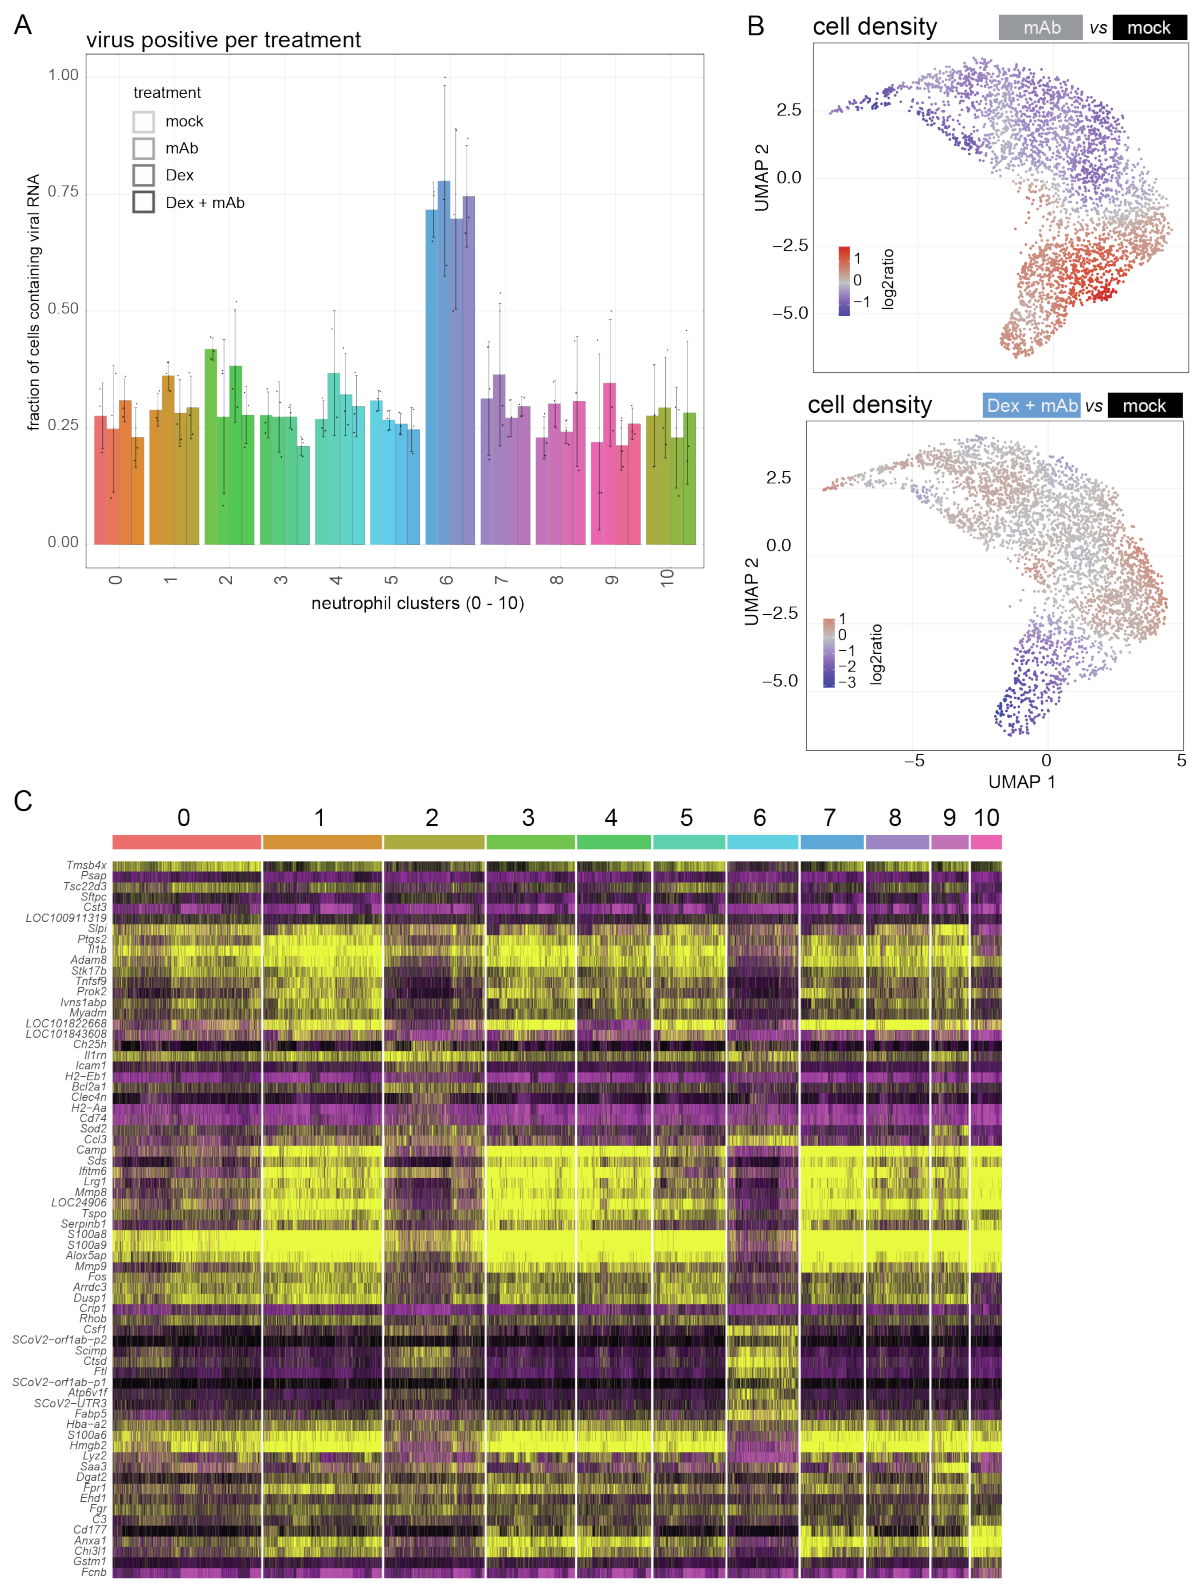 A
virus positive per treatment
1.00
0.75
0.50
0.25
0.00
fraction of cells containing viral RNA
treatment
mock
mAb
Dex
Dex + mAb
0 1 2 3 4 5 6 7 8 9 10
neutrophil clusters (0 - 10)
B
cell density
mAb vs mock
2.5
0.0
−2.5
−5.0
UMAP 2
1
0
−1
log2ratio
cell density
Dex + mAb vs mock
2.5
0.0
−2.5
−5.0
UMAP 2
1
0
−1
−2
−3
log2ratio
−5 0 5
UMAP 1
C
0 1 2 3 4 5 6 7 8 9 10
Tmsb4x
Psap
Tsc22d3
Sftpc
Cst3
LOC100911319
Slpi
Ptgs2
Il1b
Adam8
Stk17b
Tnfsf9
Prok2
Ivns1abp
Myadm
LOC101822668
LOC101843608
Ch25h
Il1rn
Icam1
H2−Eb1
Bcl2a1
Clec4n
H2−Aa
Cd74
Sod2
Ccl3
Camp
Sds
Ifitm6
Lrg1
Mmp8
LOC24906
Tspo
Serpinb1
S100a8
S100a9
Alox5ap
Mmp9
Fos
Arrdc3
Dusp1
Crip1
Rhob
Csf1
SCoV2−orf1ab−p2
Scimp
Ctsd
Ftl
SCoV2−orf1ab−p1
Atp6v1f
SCoV2−UTR3
Fabp5
Hba−a2
S100a6
Hmgb2
Lyz2
Saa3
Dgat2
Fpr1
Ehd1
Fgr
C3
Cd177
Anxa1
Chi3l1
Gstm1
Fcnb